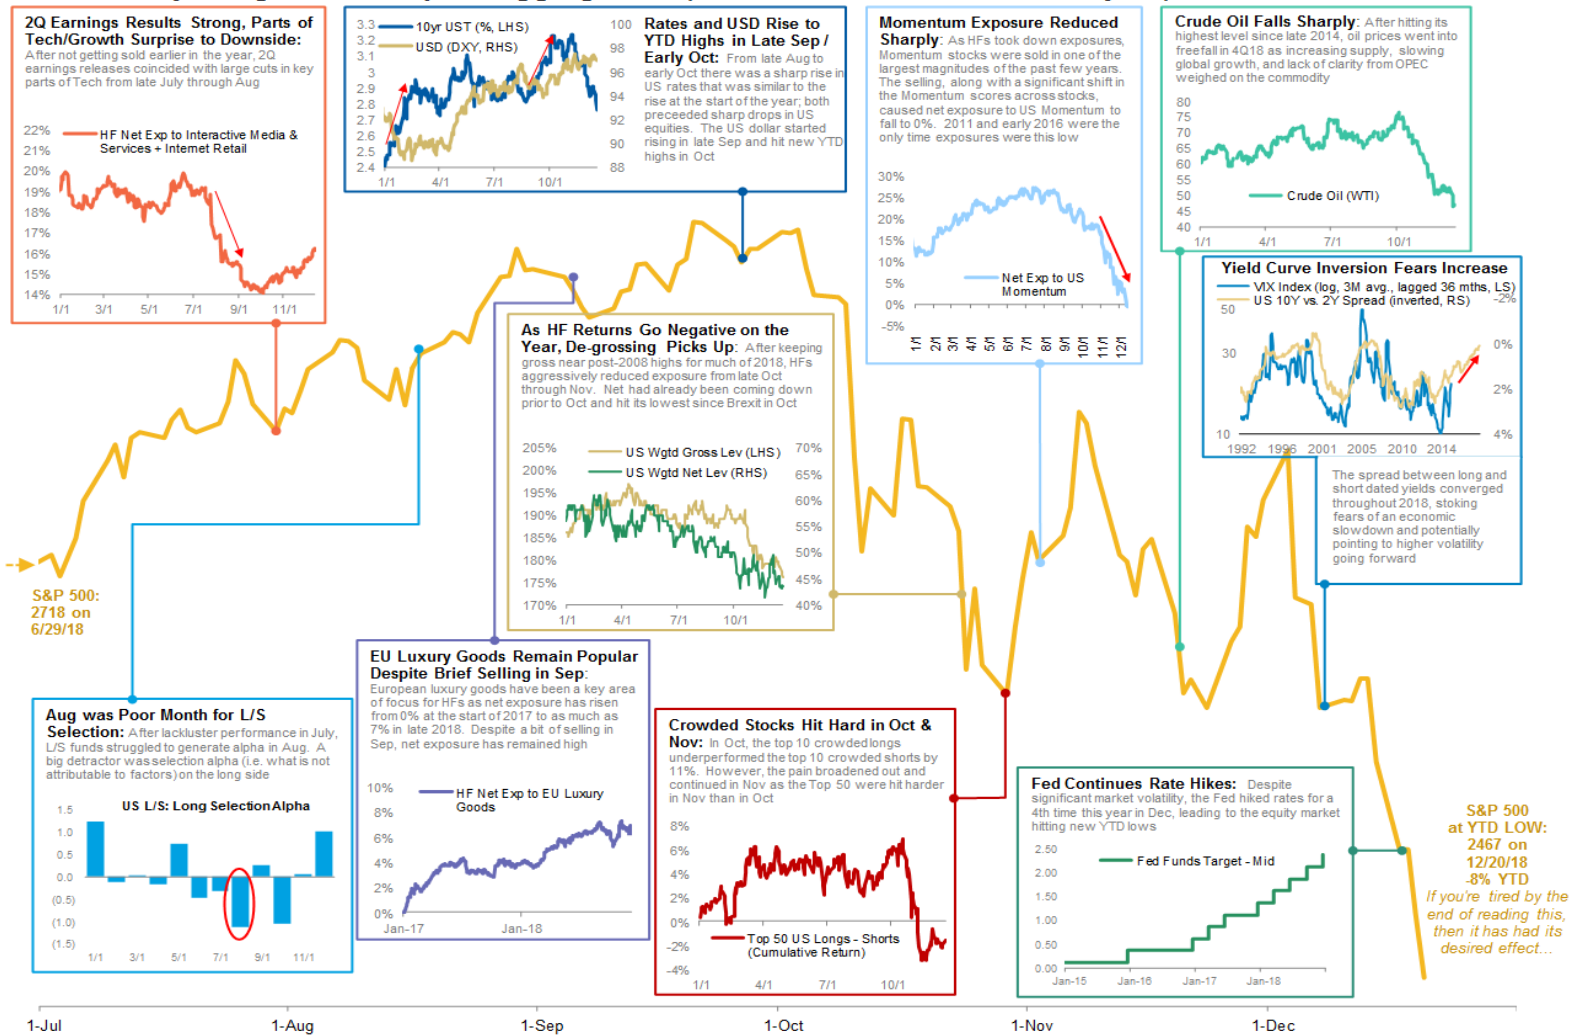 2Q Earnings Results Strong, Parts of
Tech/Growth Surprise to Downside:
After not getting sold earlier in the year, 2Q
earnings releases coincided with large cuts in key
parts of Tech from late July through Aug
22%
21%
20%
19%
18%
17%
16%
15%
14%
HF Net Exp to Interactive Media &
Services + Internet Retail
1/1 3/1 5/1 7/1 9/1 11/1
3.3
3.2
3.1
3
2.9
2.8
2.7
2.6
2.5
2.4
10yr UST (%, LHS)
USD (DXY, RHS)
100
98
96
94
92
90
88
1/1 4/1 7/1 10/1
Rates and USD Rise to
YTD Highs in Late Sep /
Early Oct: From late Aug to
early Oct there was a sharp rise in
US rates that was similar to the
rise at the start of the year; both
preceeded sharp drops in US
equities. The US dollar started
rising in late Sep and hit new YTD
highs in Oct
Momentum Exposure Reduced
Sharply: As HFs took down exposures,
Momentum stocks were sold in one of the
largest magnitudes of the past few years.
The selling, along with a significant shift in
the Momentum scores across stocks,
caused net exposure to US Momentum to
fall to 0%. 2011 and early 2016 were the
only time exposures were this low
30%
25%
20%
15%
10%
5%
0%
-5%
Net Exp to US
Momentum
1/1 2/1 3/1 4/1 5/1 6/1 7/1 8/1 9/1 10/1 11/1 12/1
Crude Oil Falls Sharply: After hitting its
highest level since late 2014, oil prices went into
freefall in 4Q18 as increasing supply, slowing
global growth, and lack of clarity from OPEC
weighed on the commodity
80
75
70
65
60
55
50
45
40
Crude Oil (WTI)
1/1 4/1 7/1 10/1
Yield Curve Inversion Fears Increase
VIX Index (log, 3M avg., lagged 36 mths, LS)
US 10Y vs. 2Y Spread (inverted, RS)
50
30
10
-2%
0%
2%
4%
1992 1996 2001 2005 2010 2014
The spread between long and
short dated yields converged
throughout 2018, stoking
fears of an economic
slowdown and potentially
pointing to higher volatility
going forward
As HF Returns Go Negative on the
Year, De-grossing Picks Up: After keeping
gross near post-2008 highs for much of 2018, HFs
aggressively reduced exposure from late Oct
through Nov. Net had already been coming down
prior to Oct and hit its lowest since Brexit in Oct
205%
200%
195%
190%
185%
180%
175%
170%
US Wgtd Gross Lev (LHS)
US Wgtd Net Lev (RHS)
70%
65%
60%
55%
50%
45%
40%
1/1 4/1 7/1 10/1
S&P 500:
2718 on
6/29/18
EU Luxury Goods Remain Popular
Despite Brief Selling in Sep:
European luxury goods have been a key area
of focus for HFs as net exposure has risen
from 0% at the start of 2017 to as much as
7% in late 2018. Despite a bit of selling in
Sep, net exposure has remained high
10%
8%
6%
4%
2%
0%
HF Net Exp to EU Luxury
Goods
Jan-17 Jan-18
Aug was Poor Month for L/S
Selection: After lackluster performance in July,
L/S funds struggled to generate alpha in Aug. A
big detractor was selection alpha (i.e. what is not
attributable to factors) on the long side
US L/S: Long Selection Alpha
1.5
1.0
0.5
0.0
(0.5)
(1.0)
(1.5)
1/1 3/1 5/1 7/1 9/1 11/1
Crowded Stocks Hit Hard in Oct &
Nov: In Oct, the top 10 crowded longs
underperformed the top 10 crowded shorts by
11%. However, the pain broadened out and
continued in Nov as the Top 50 were hit harder
in Nov than in Oct
8%
6%
4%
2%
0%
-2%
-4%
Top 50 US Longs - Shorts
(Cumulative Return)
1/1 4/1 7/1 10/1
Fed Continues Rate Hikes: Despite
significant market volatility, the Fed hiked rates for a
4th time this year in Dec, leading to the equity market
hitting new YTD lows
2.50
2.00
1.50
1.00
0.50
0.00
Fed Funds Target - Mid
Jan-15 Jan-16 Jan-17 Jan-18
S&P 500
at YTD LOW:
2467 on
12/20/18
-8% YTD
If you're tired by the
end of reading this,
then it has had its
desired effect...
1-Jul 1-Aug 1-Sep 1-Oct 1-Nov 1-Dec